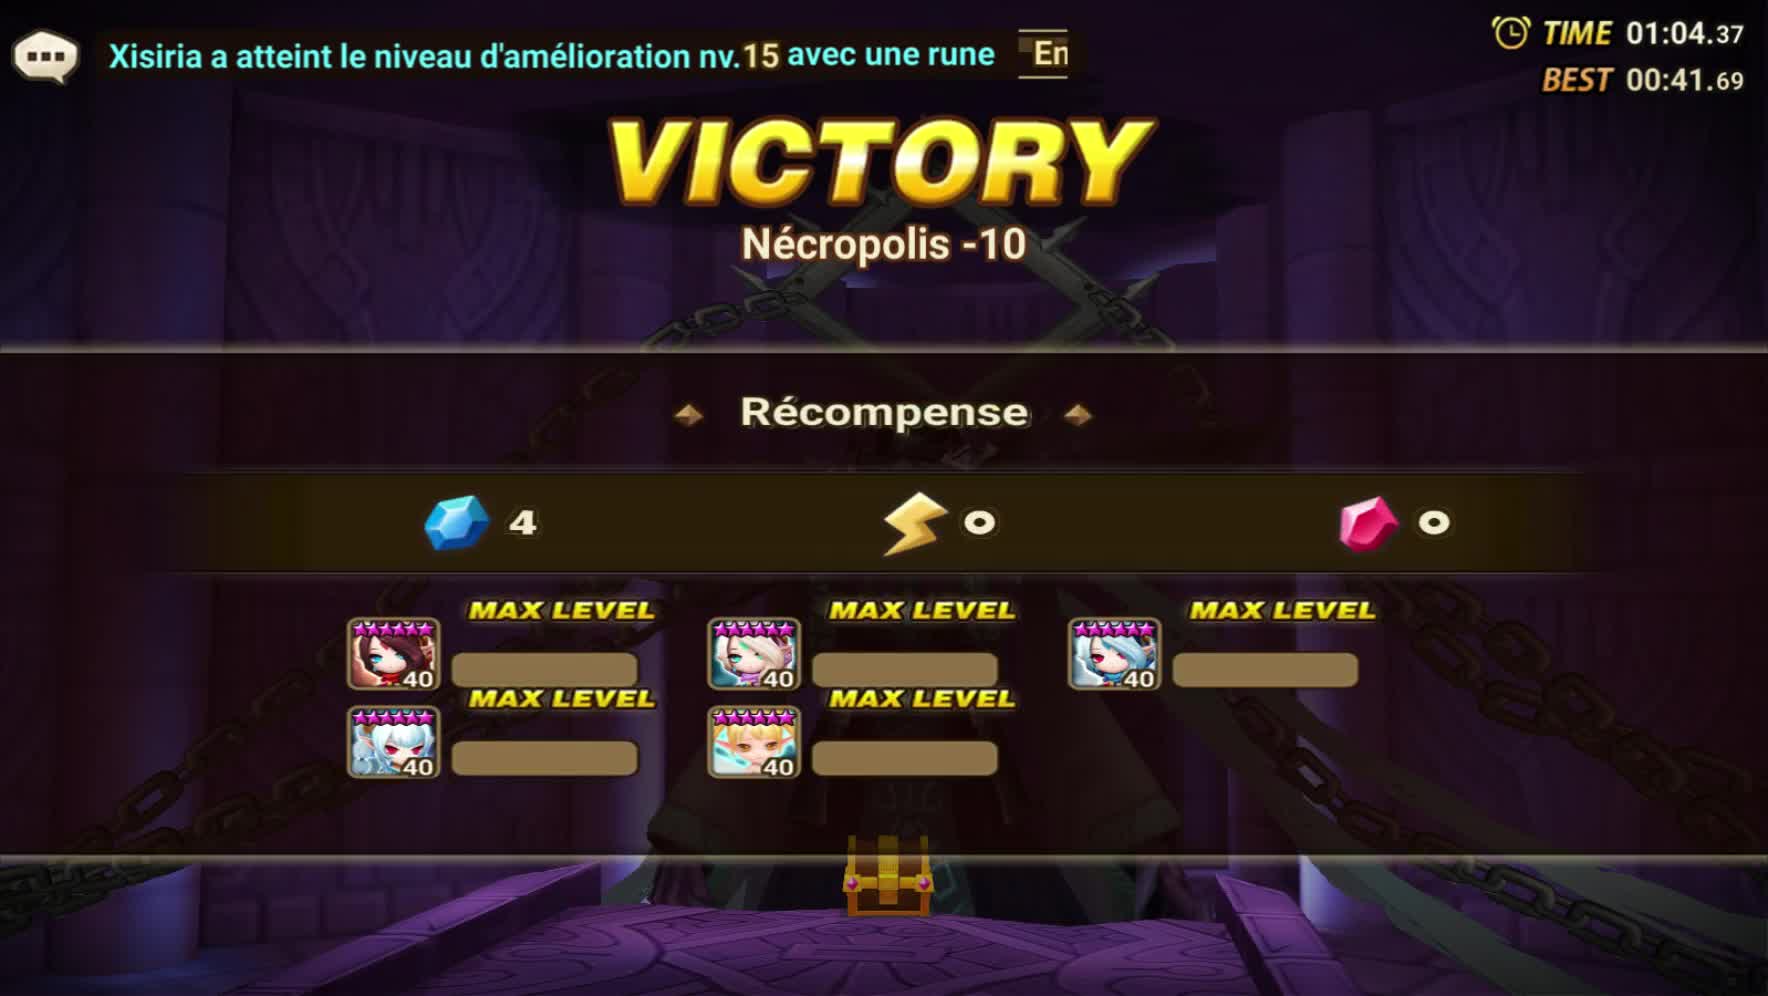 Xisiria a atteint le niveau d'amélioration nv.15 avec une rune En
TIME 01:04.37
BEST 00:41.69
VICTORY
Nécropolis -10
Récompense
4 0 0
MAX LEVEL MAX LEVEL MAX LEVEL
40 40 40
MAX LEVEL MAX LEVEL
40 40